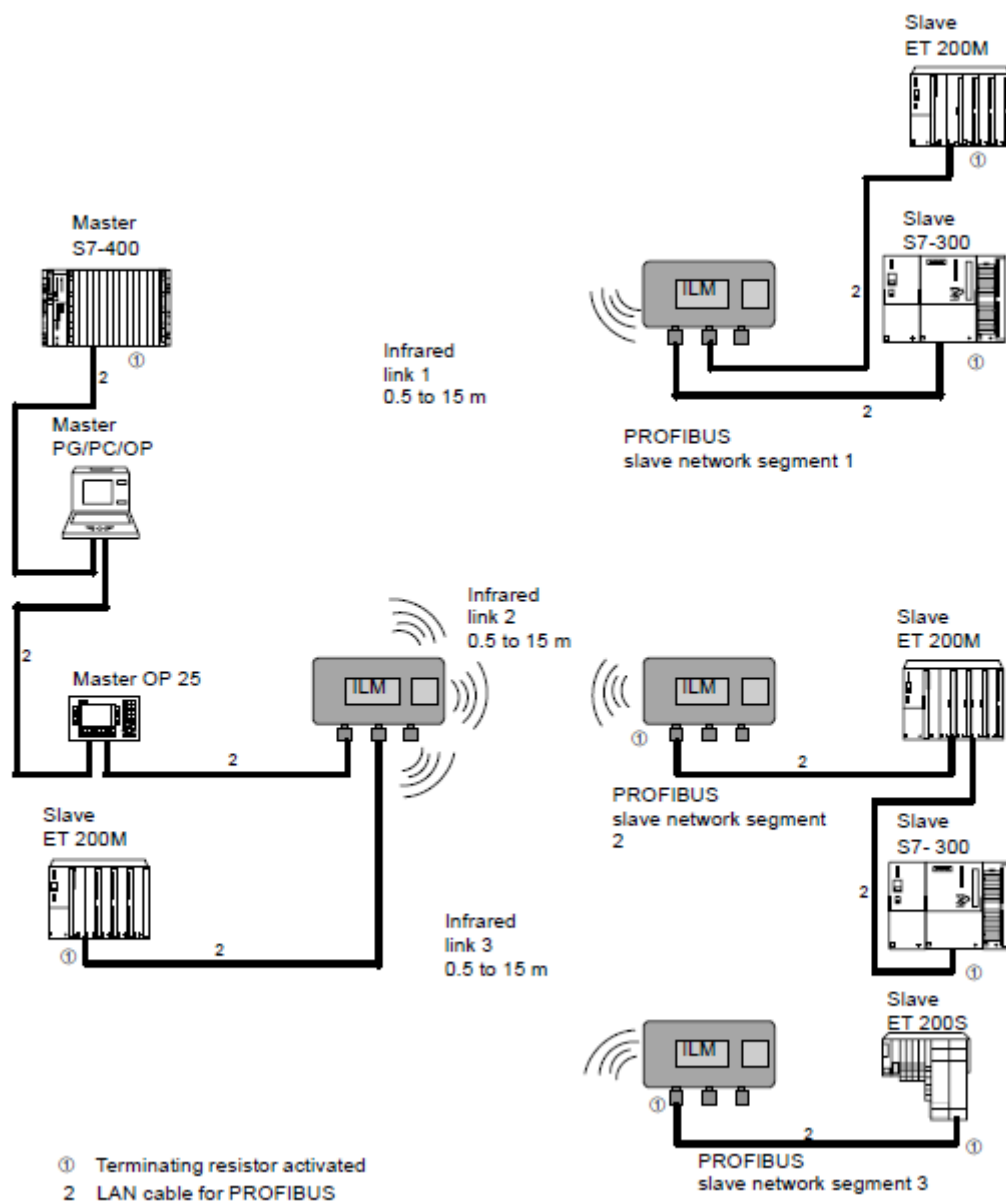 Slave
ET 200M
①
Master
S7-400
①
2
Slave
S7-300
①
ILM
2
2
Infrared
link 1
0.5 to 15 m
PROFIBUS
slave network segment 1
Master
PG/PC/OP
2
Infrared
link 2
0.5 to 15 m
Master OP 25
2
ILM
ILM
①
2
Slave
ET 200M
PROFIBUS
slave network segment
2
Slave
S7- 300
2
①
Slave
ET 200M
①
2
Infrared
link 3
0.5 to 15 m
Slave
ET 200S
ILM
①
2
①
PROFIBUS
slave network segment 3
① Terminating resistor activated
2 LAN cable for PROFIBUS